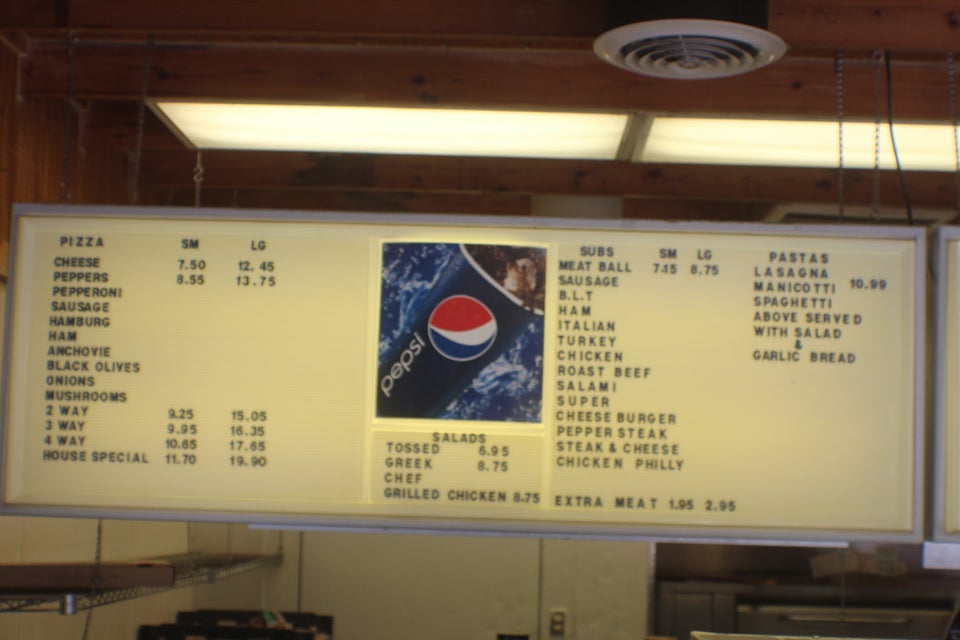 PIZZA SM LG
CHEESE 7.50 12.45
PEPPERS 8.55 13.75
PEPPERONI
SAUSAGE
HAMBURG
HAM
ANCHOVIE
BLACK OLIVES
ONIONS
MUSHROOMS
2 WAY 9.25 15.05
3 WAY 9.95 16.35
4 WAY 10.65 17.65
HOUSE SPECIAL 11.70 19.90
pepsi
SALADS
TOSSED 6.95
GREEK 8.75
CHEF
GRILLED CHICKEN 8.75
SUBS SM LG
MEAT BALL 7.15 8.75
SAUSAGE
B.L.T
HAM
ITALIAN
TURKEY
CHICKEN
ROAST BEEF
SALAMI
SUPER
CHEESE BURGER
PEPPER STEAK
STEAK & CHEESE
CHICKEN PHILLY
EXTRA MEAT 1.95 2.95
PASTAS
LASAGNA
MANICOTTI 10.99
SPAGHETTI
ABOVE SERVED
WITH SALAD
&
GARLIC BREAD